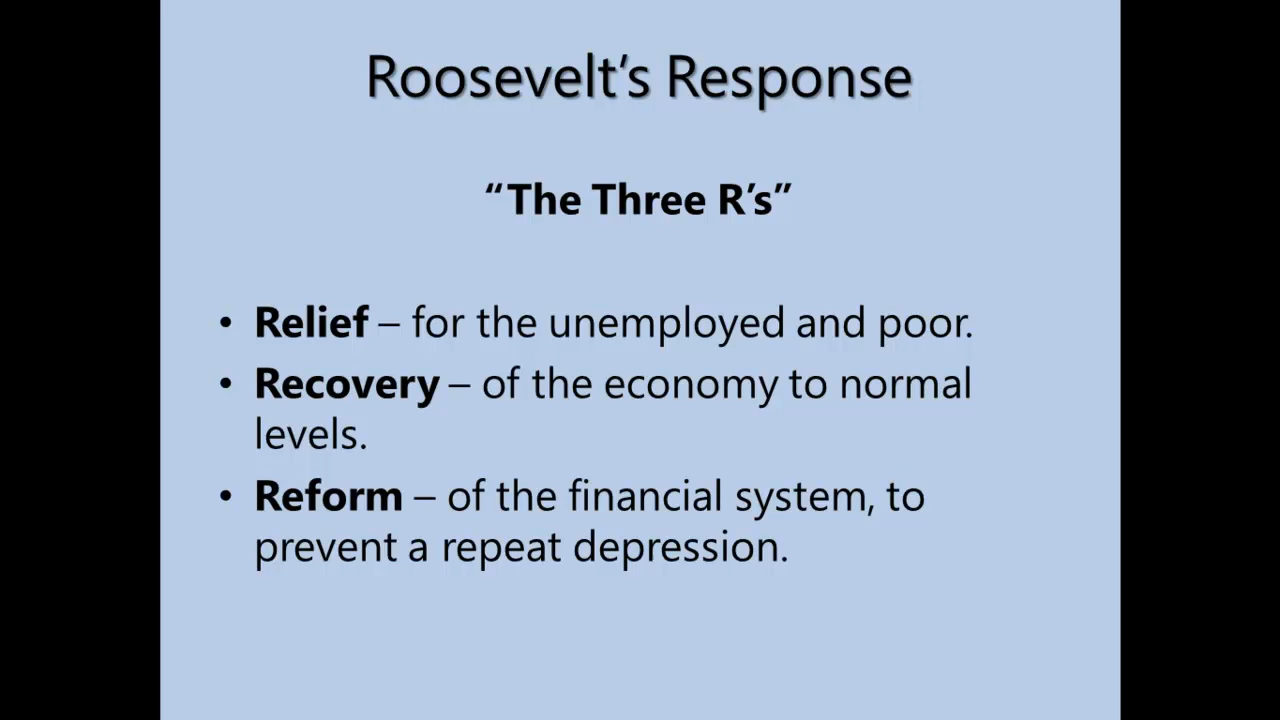 Roosevelt’s Response
“The Three R’s”
• Relief – for the unemployed and poor.
• Recovery – of the economy to normal
levels.
• Reform – of the financial system, to
prevent a repeat depression.